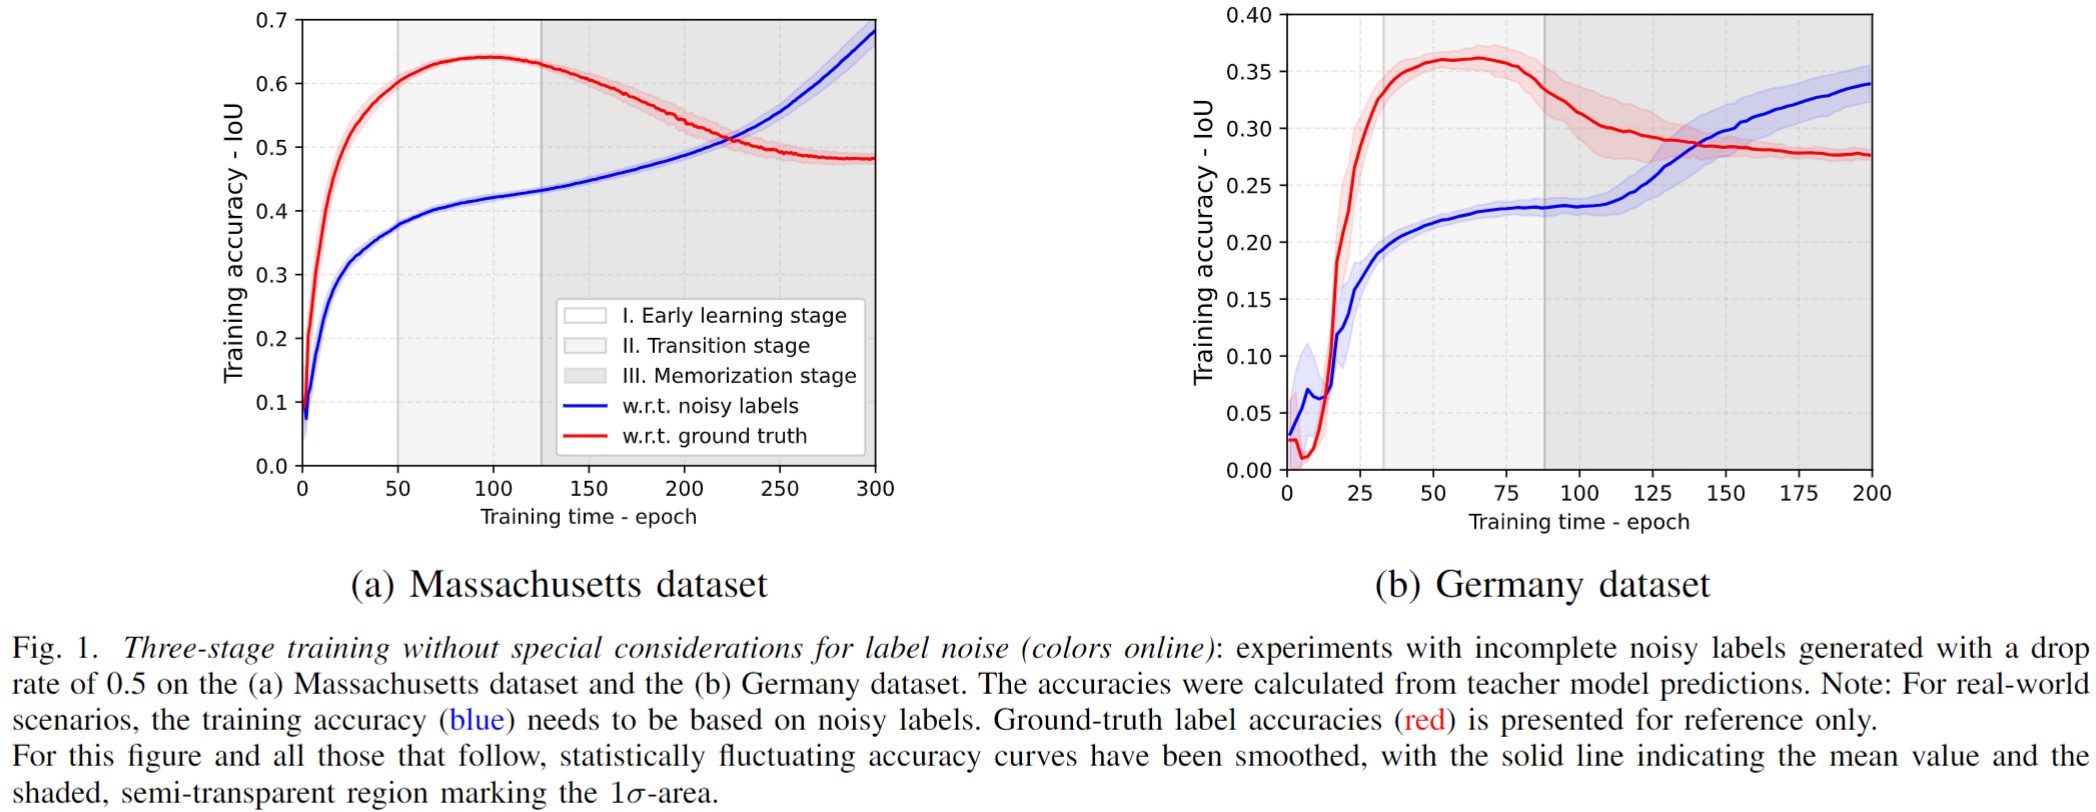 0.7
0.6
0.5
0.4
0.3
0.2
0.1
0.0
Training accuracy - IoU
0 50 100 150 200 250 300
Training time - epoch
I. Early learning stage
II. Transition stage
III. Memorization stage
w.r.t. noisy labels
w.r.t. ground truth
(a) Massachusetts dataset
0.40
0.35
0.30
0.25
0.20
0.15
0.10
0.05
0.00
Training accuracy - IoU
0 25 50 75 100 125 150 175 200
Training time - epoch
(b) Germany dataset
Fig. 1. Three-stage training without special considerations for label noise (colors online): experiments with incomplete noisy labels generated with a drop
rate of 0.5 on the (a) Massachusetts dataset and the (b) Germany dataset. The accuracies were calculated from teacher model predictions. Note: For real-world
scenarios, the training accuracy (blue) needs to be based on noisy labels. Ground-truth label accuracies (red) is presented for reference only.
For this figure and all those that follow, statistically fluctuating accuracy curves have been smoothed, with the solid line indicating the mean value and the
shaded, semi-transparent region marking the 1σ-area.